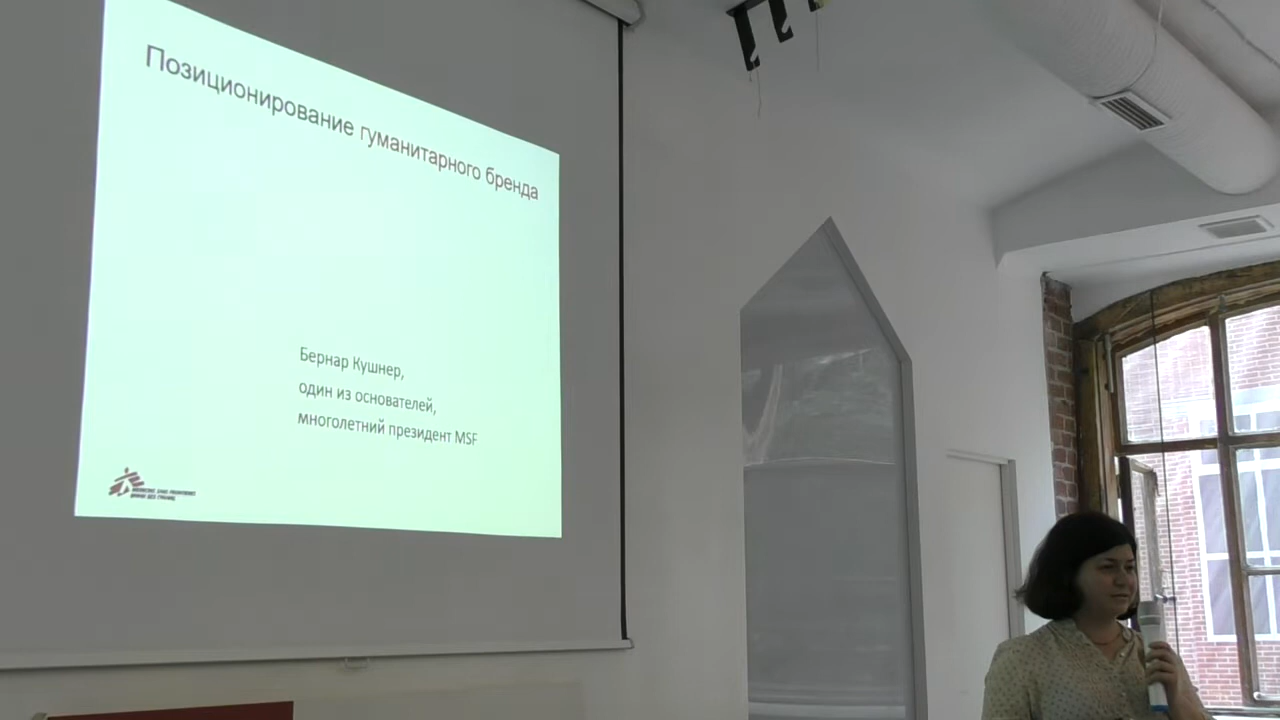 Позиционирование гуманитарного бренда
Бернар Кушнер,
один из основателей,
многолетний президент MSF